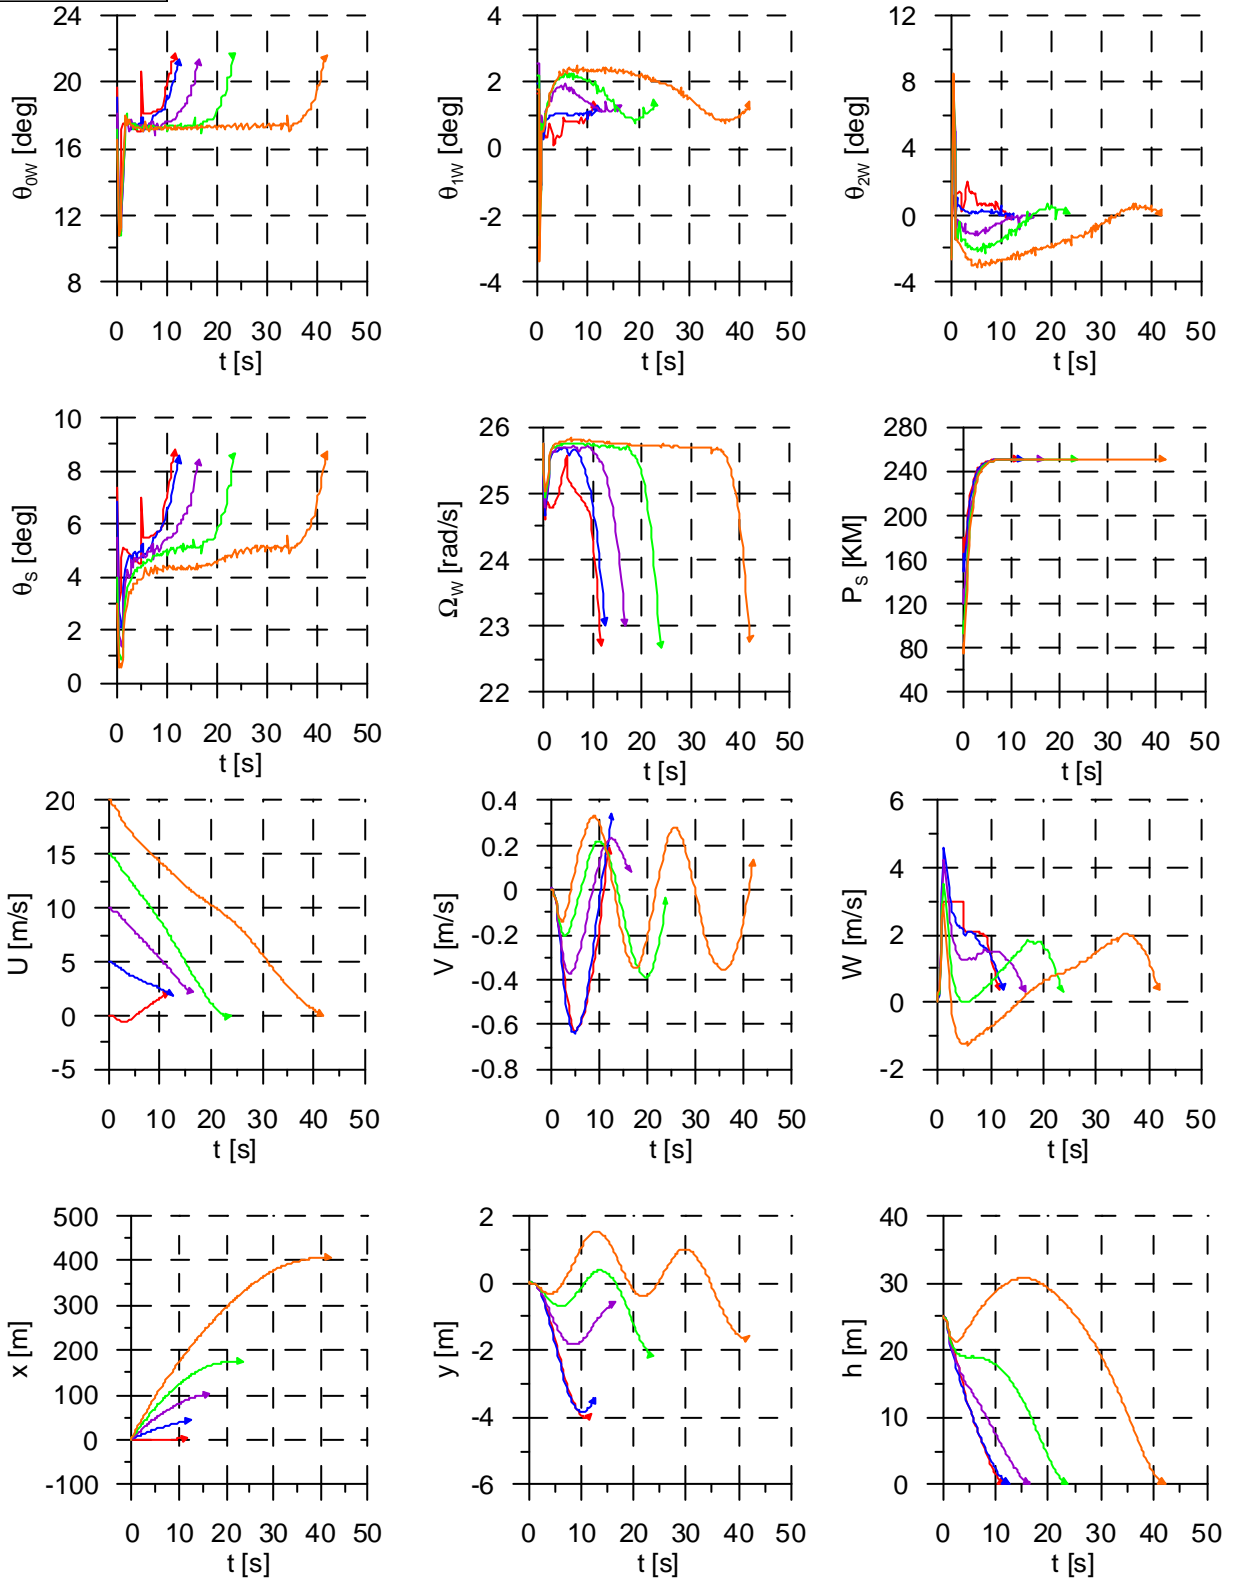 24
20
16
12
8
θ0W [deg]
0 10 20 30 40 50
t [s]
4
2
0
-2
-4
θ1W [deg]
0 10 20 30 40 50
t [s]
12
8
4
0
-4
θ2W [deg]
0 10 20 30 40 50
t [s]
10
8
6
4
2
0
θS [deg]
0 10 20 30 40 50
t [s]
26
25
24
23
22
ΩW [rad/s]
0 10 20 30 40 50
t [s]
280
250
200
160
120
80
40
PS [KM]
0 10 20 30 40 50
t [s]
20
15
10
5
0
-5
U [m/s]
0 10 20 30 40 50
t [s]
0.4
0.2
0
-0.2
-0.4
-0.6
-0.8
V [m/s]
0 10 20 30 40 50
t [s]
6
4
2
0
-2
W [m/s]
0 10 20 30 40 50
t [s]
500
400
300
200
100
0
-100
x [m]
0 10 20 30 40 50
t [s]
2
0
-2
-4
-6
y [m]
0 10 20 30 40 50
t [s]
40
30
20
10
0
h [m]
0 10 20 30 40 50
t [s]